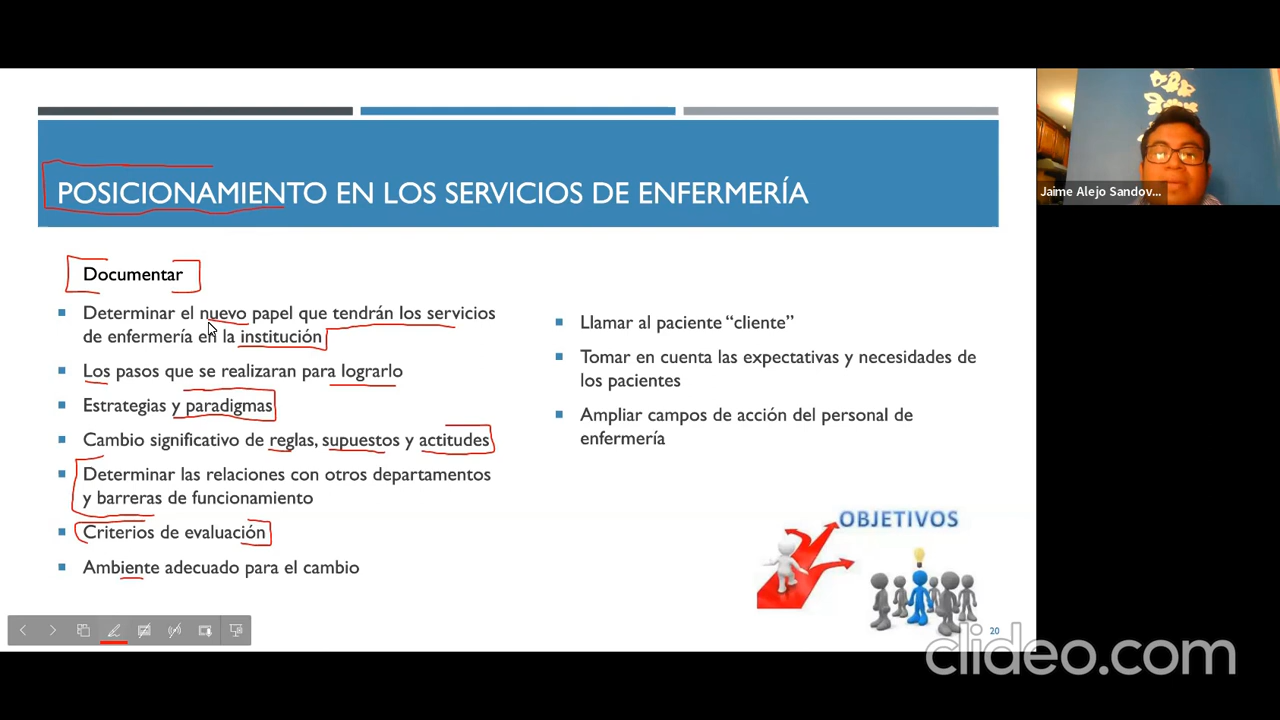 POSICIONAMIENTO EN LOS SERVICIOS DE ENFERMERÍA
Documentar
Determinar el nuevo papel que tendrán los servicios
de enfermería en la institución
Los pasos que se realizaran para lograrlo
Estrategias y paradigmas
Cambio significativo de reglas, supuestos y actitudes
Determinar las relaciones con otros departamentos
y barreras de funcionamiento
Criterios de evaluación
Ambiente adecuado para el cambio
Llamar al paciente “cliente”
Tomar en cuenta las expectativas y necesidades de
los pacientes
Ampliar campos de acción del personal de
enfermería
OBJETIVOS
20
Jaime Alejo Sandov...
clideo.com